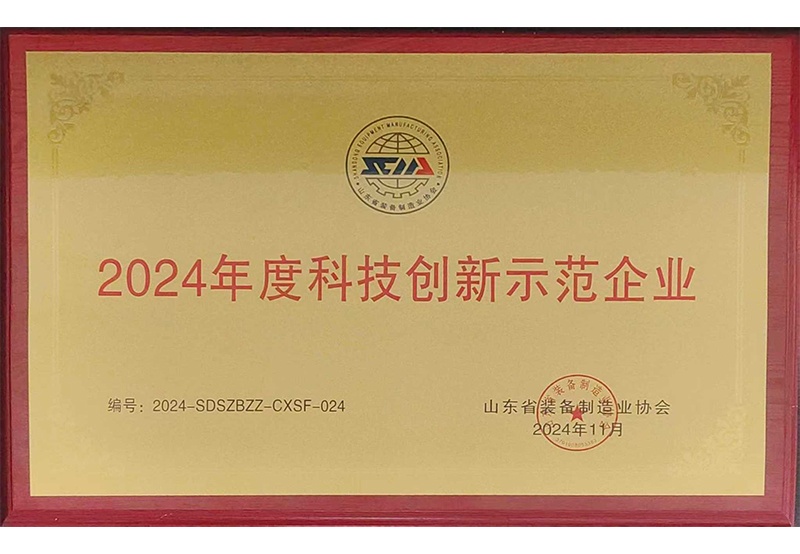 SHANDONG EQUIPMENT MANUFACTURING ASSOCIATION
SEMA
山东省装备制造业协会
2024年度科技创新示范企业
编号：2024-SDSZBZZ-CXSF-024
山东省装备制造业协会
2024年11月